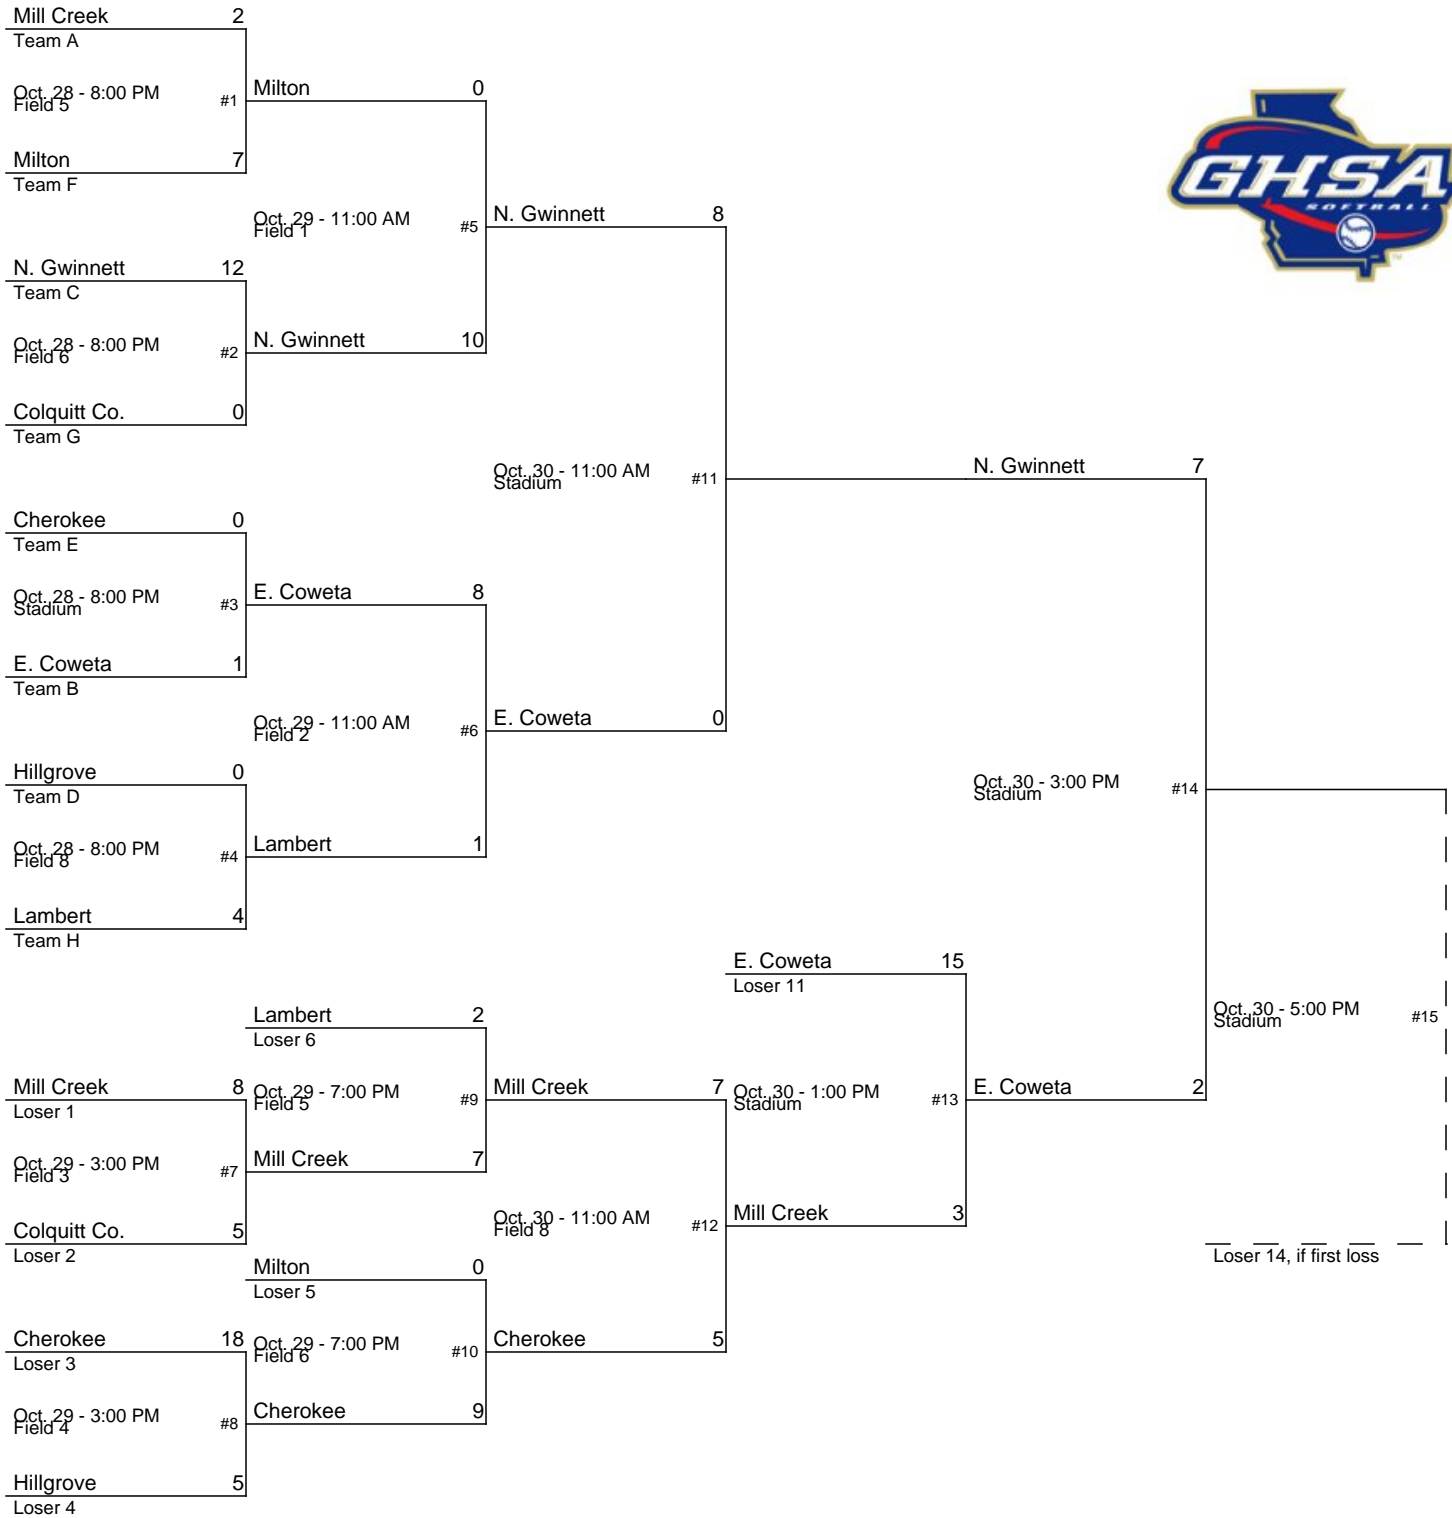 Mill Creek 2
Team A
Oct. 28 - 8:00 PM
Field 5
#1
Milton 7
Team F
Milton 0
N. Gwinnett 12
Team C
Oct. 28 - 8:00 PM
Field 6
#2
Colquitt Co. 0
Team G
Oct. 29 - 11:00 AM
Field 1
#5
N. Gwinnett 10
N. Gwinnett 8
GHSA
SOFTBALL
TM
Cherokee 0
Team E
Oct. 28 - 8:00 PM
Stadium
#3
E. Coweta 1
Team B
E. Coweta 8
Oct. 29 - 11:00 AM
Field 2
#6
Hillgrove 0
Team D
Oct. 28 - 8:00 PM
Field 8
#4
Lambert 4
Team H
Lambert 1
E. Coweta 0
Oct. 30 - 11:00 AM
Stadium
#11
N. Gwinnett 7
Oct. 30 - 3:00 PM
Stadium
#14
Lambert 2
Loser 6
Mill Creek 8
Loser 1
Oct. 29 - 3:00 PM
Field 3
#7
Colquitt Co. 5
Loser 2
Oct. 29 - 7:00 PM
Field 5
#9
Mill Creek 7
Mill Creek 7
Milton 0
Loser 5
Cherokee 18
Loser 3
Oct. 29 - 3:00 PM
Field 4
#8
Hillgrove 5
Loser 4
Oct. 29 - 7:00 PM
Field 6
#10
Cherokee 9
Cherokee 5
Oct. 30 - 11:00 AM
Field 8
#12
E. Coweta 15
Loser 11
Oct. 30 - 1:00 PM
Stadium
#13
Mill Creek 3
E. Coweta 2
Oct. 30 - 5:00 PM
Stadium
#15
Loser 14, if first loss